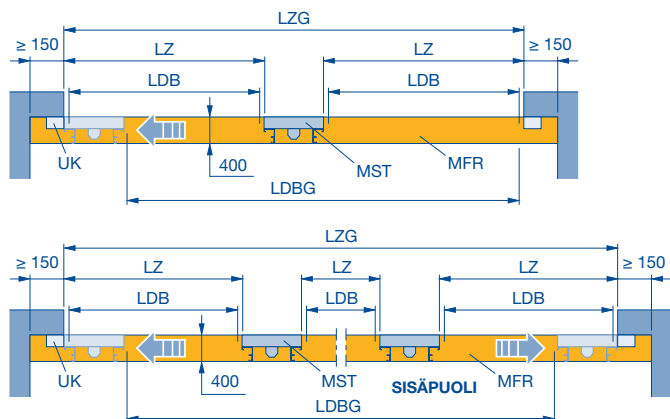 LZG
≥ 150 LZ LZ ≥ 150
LDB LDB
UK 400 MST MFR
LDBG
LZG
≥ 150 LZ LZ LZ ≥ 150
LDB LDB LDB
UK 400 MST SISÄPUOLI MFR
LDBG